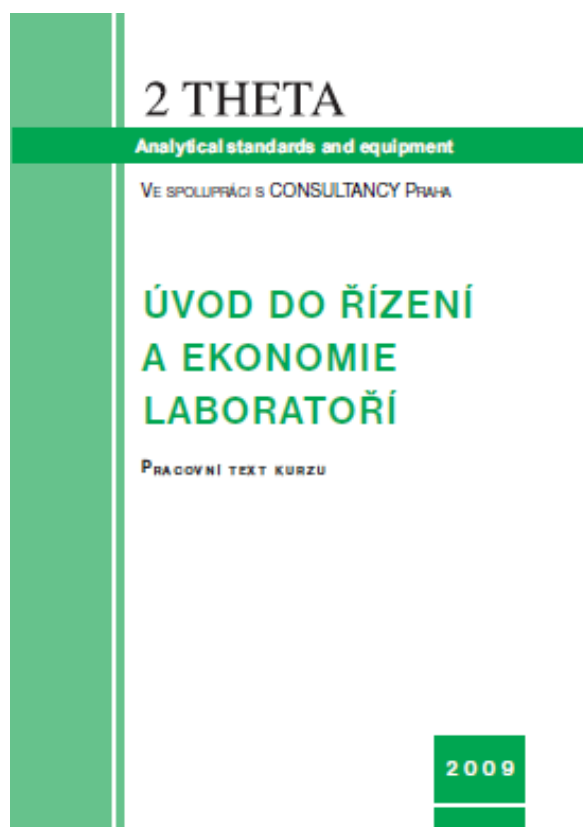 2 THETA
Analytical standards and equipment
VE SPOLUPRÁCI S CONSULTANCY PRAHA
ÚVOD DO ŘÍZENÍ
A EKONOMIE
LABORATOŘÍ
PRACOVNÍ TEXT KURZU
2009